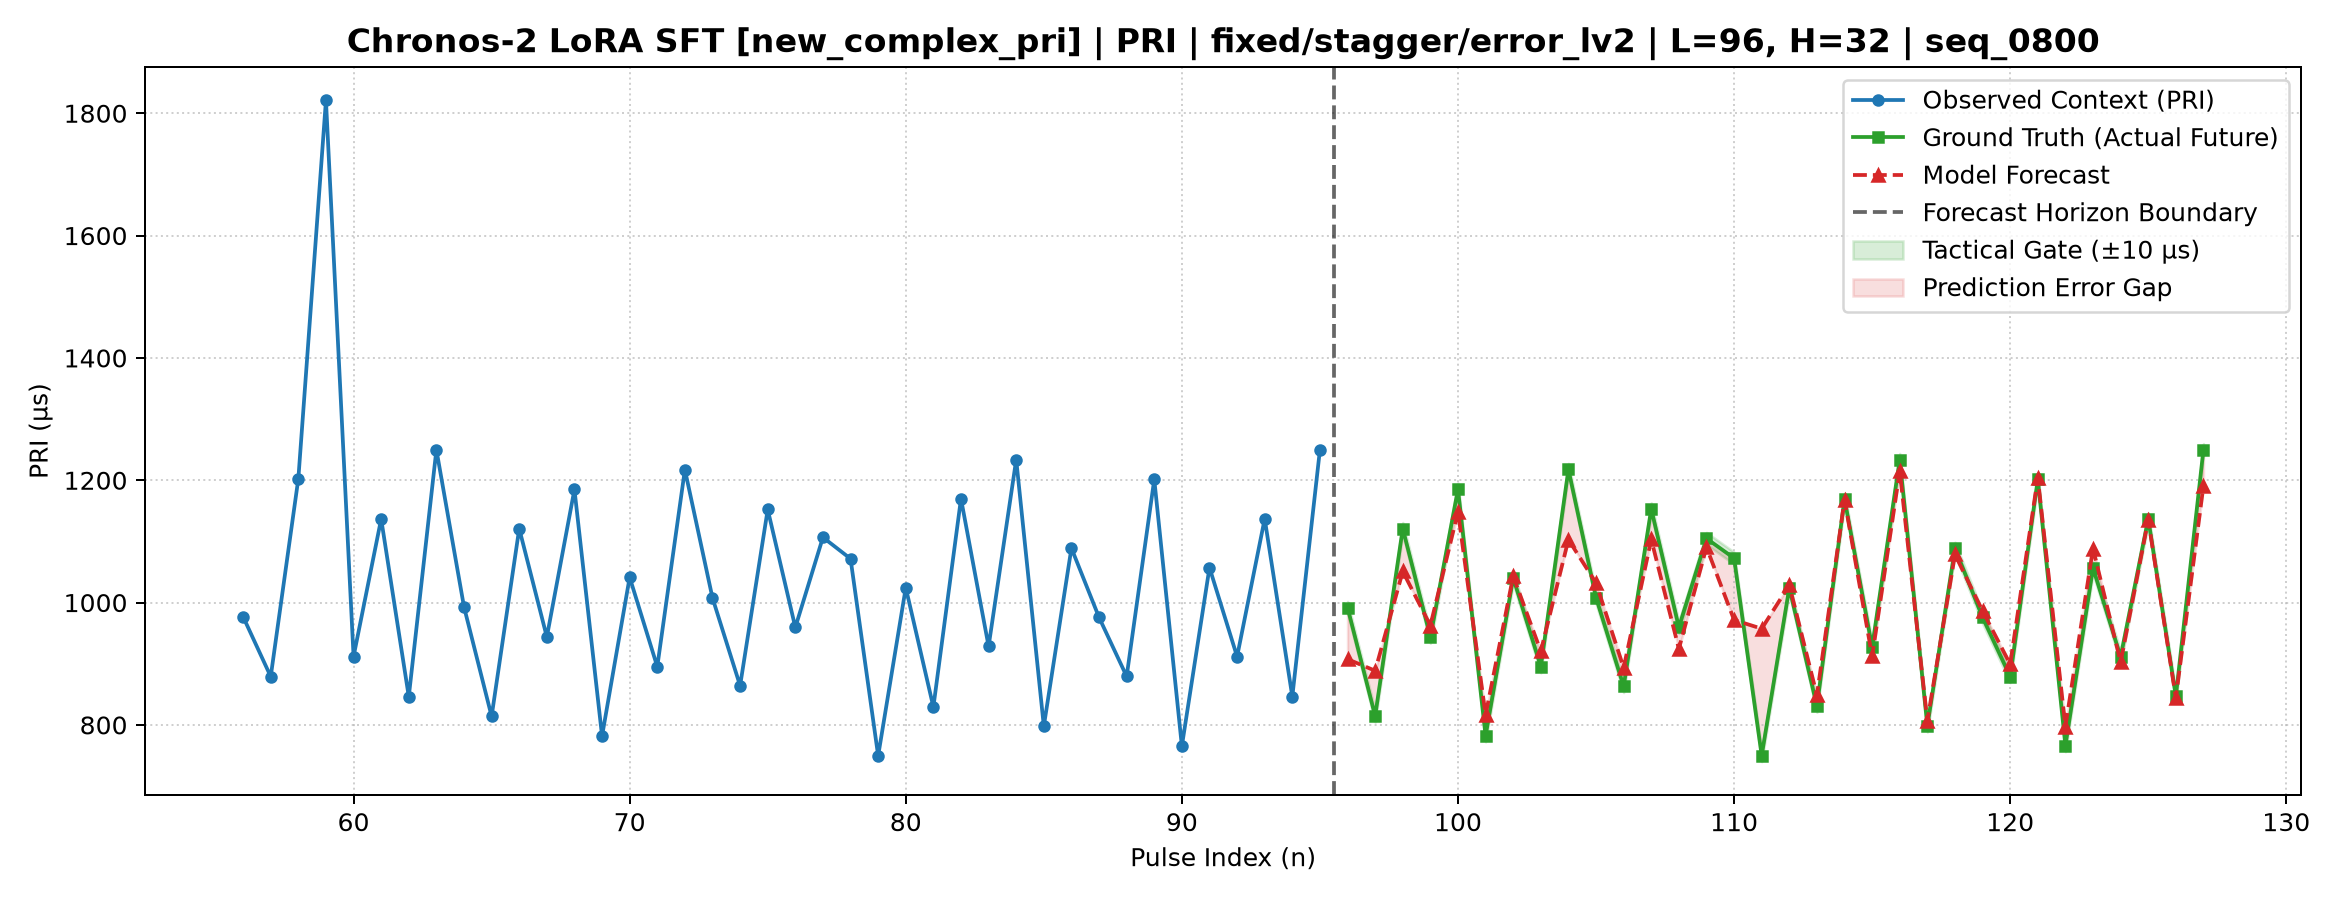 Chronos-2 LoRA SFT [new_complex_pri] | PRI | fixed/stagger/error_lv2 | L=96, H=32 | seq_0800
Observed Context (PRI)
Ground Truth (Actual Future)
Model Forecast
Forecast Horizon Boundary
Tactical Gate (±10 µs)
Prediction Error Gap
PRI (µs)
1800
1600
1400
1200
1000
800
60 70 80 90 100 110 120 130
Pulse Index (n)